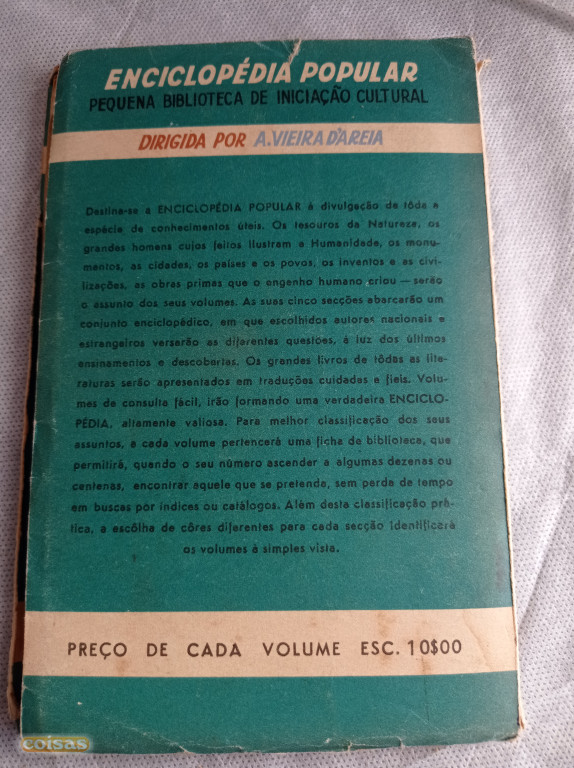 ENCICLOPÉDIA POPULAR
PEQUENA BIBLIOTECA DE INICIAÇÃO CULTURAL
DIRIGIDA POR A. VIEIRA D'AREIA
Destina-se a ENCICLOPÉDIA POPULAR à divulgação de tôda a
espécie de conhecimentos úteis. Os tesouros da Natureza, os
grandes homens cujos feitos ilustram a Humanidade, os monu-
mentos, as cidades, os países e os povos, os inventos e as civi-
lizações, as obras primas que o engenho humano criou — serão
o assunto dos seus volumes. As suas cinco secções abarcarão um
conjunto enciclopédico, em que escolhidos autores nacionais e
estrangeiros versarão as diferentes questões, à luz dos últimos
ensinamentos e descobertas. Os grandes livros de tôdas as lite-
raturas serão apresentados em traduções cuidadas e fieis. Volu-
mes de consulta fácil, irão formando uma verdadeira ENCICLO-
PÉDIA, altamente valiosa. Para melhor classificação dos seus
assuntos, a cada volume pertencerá uma ficha de biblioteca, que
permitirá, quando o seu número ascender a algumas dezenas ou
centenas, encontrar aquele que se pretenda, sem perda de tempo
em buscas por índices ou catálogos. Além desta classificação prá-
tica, a escôlha de côres diferentes para cada secção identificará
os volumes à simples vista.
PREÇO DE CADA VOLUME ESC. 10$00
coisas